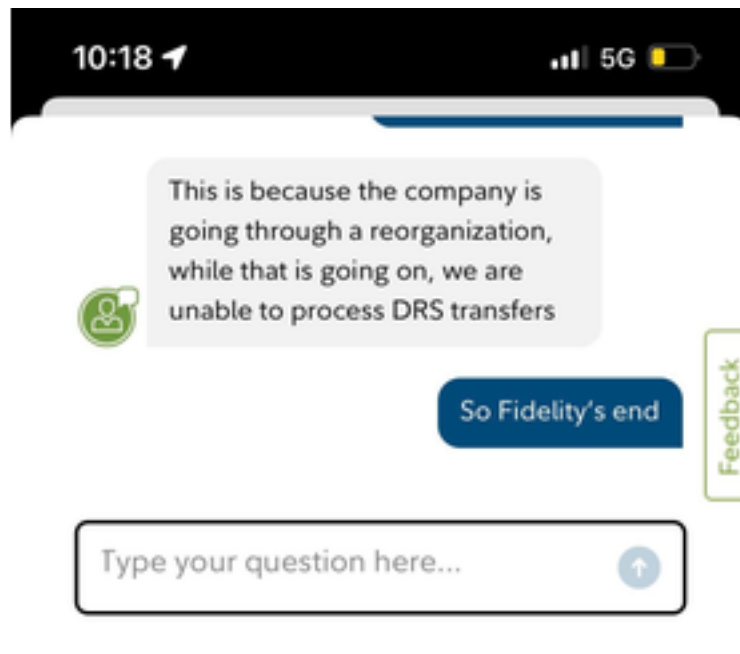 10:18
5G
This is because the company is
going through a reorganization,
while that is going on, we are
unable to process DRS transfers
So Fidelity's end
Feedback
Type your question here...